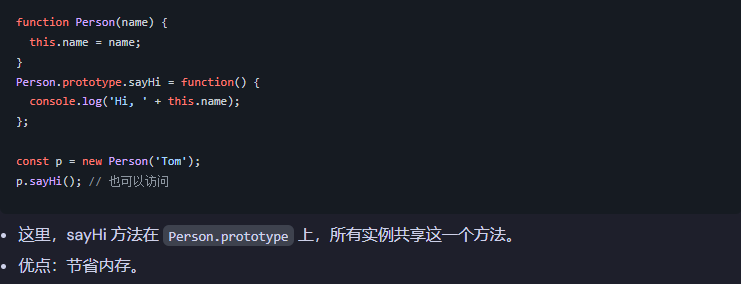 function Person(name) {
  this.name = name;
}
Person.prototype.sayHi = function() {
  console.log('Hi, ' + this.name);
};

const p = new Person('Tom');
p.sayHi(); // 也可以访问
• 这里，sayHi 方法在 Person.prototype 上，所有实例共享这一个方法。
• 优点：节省内存。